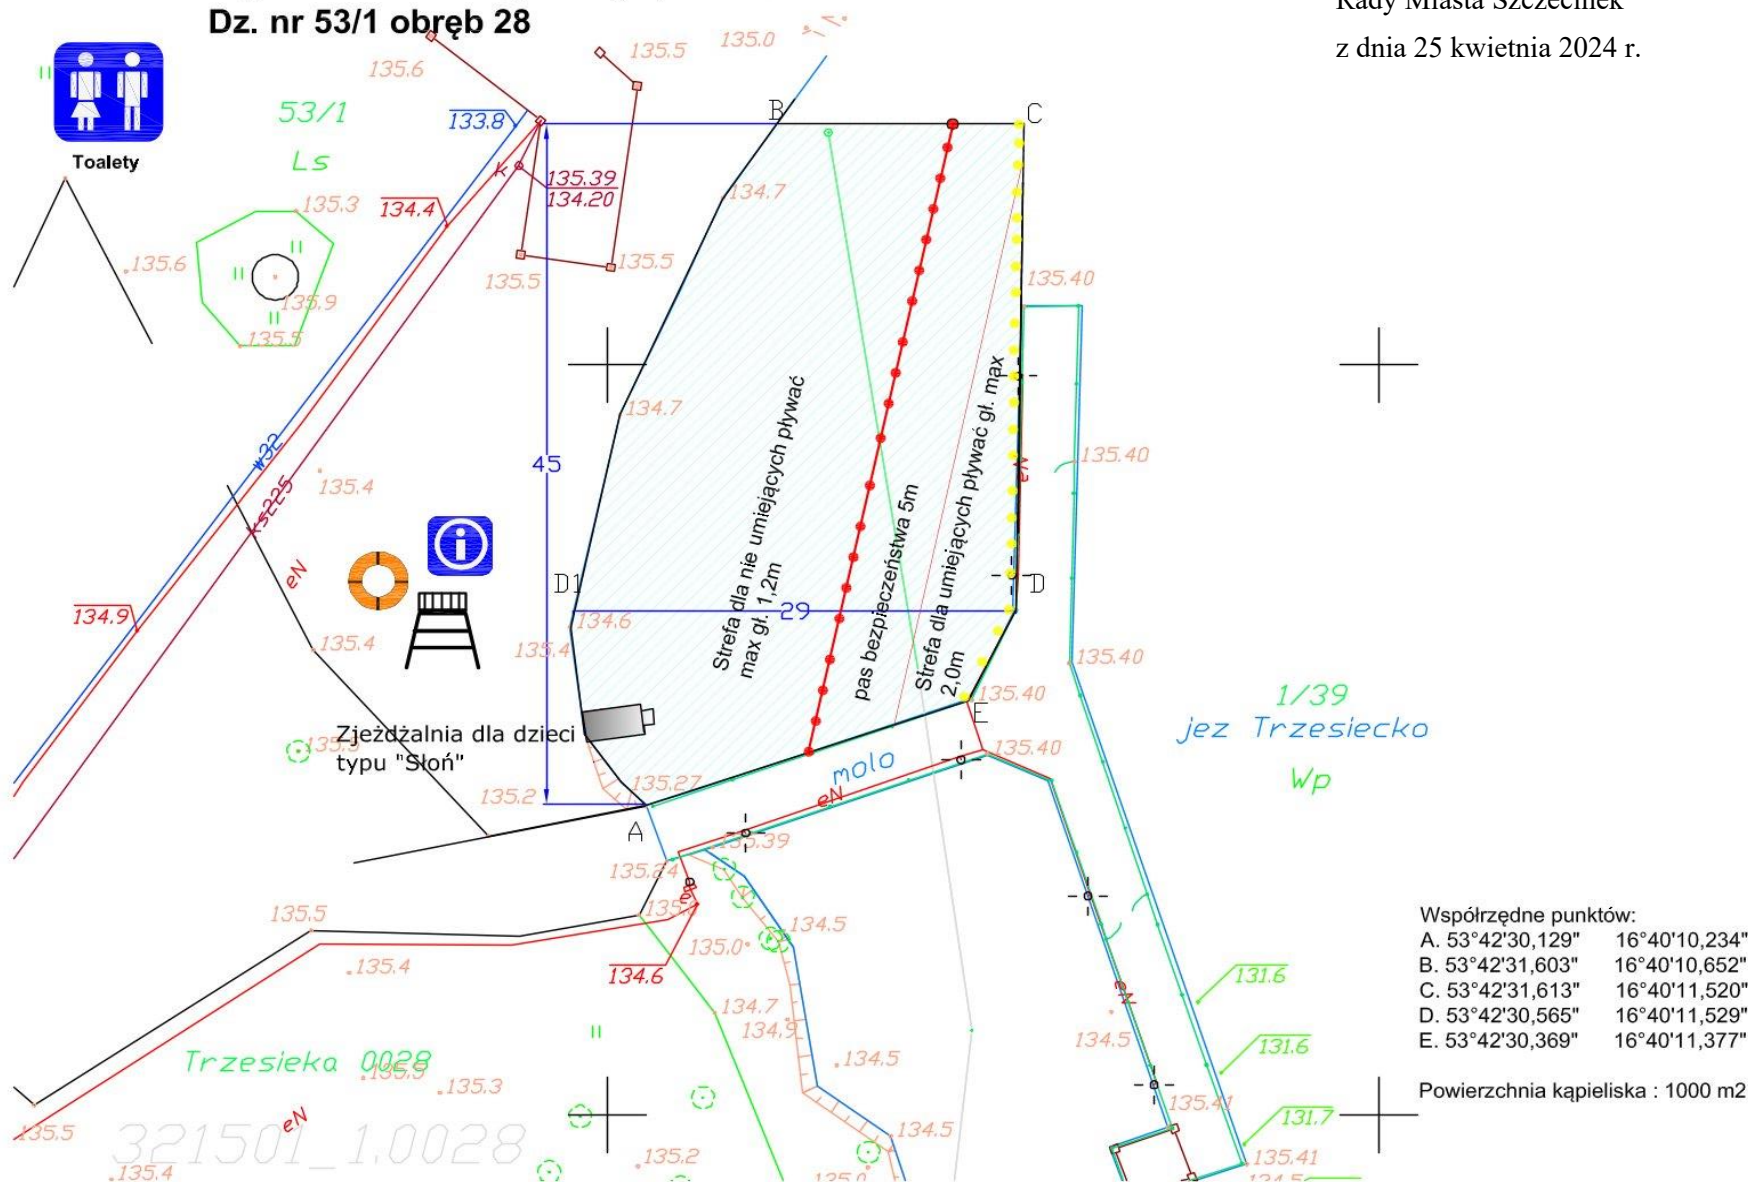 Rady Miasta Szczecinek
z dnia 25 kwietnia 2024 r.
Dz. nr 53/1 obręb 28
Toalety
53/1
Ls
135.6
135.5
135.0
133.8
B
C
k
135.39
134.20
134.4
134.7
135.3
135.6
135.9
135.5
135.5
135.5
135.40
134.7
w32
ks225
45
135.4
135.40
eN
eN
Strefa dla nie umiejących pływać
max gł. 1,2m
pas bezpieczeństwa 5m
Strefa dla umiejących pływać gł. max
2,0m
D1
D
29
134.9
134.6
135.4
135.4
135.40
135.40
E
1/39
jez Trzesiecko
Wp
Zjeżdżalnia dla dzieci
typu "Słoń"
135.2
135.27
molo
eN
135.40
A
135.39
135.24
135.5
134.5
135.0
135.4
134.6
134.7
134.9
134.5
134.5
eN
131.6
131.6
131.7
Trzesieka 0028
135.5
135.3
eN
135.5
321501_1.0028
135.4
135.2
134.5
135.41
135.41
Współrzędne punktów:
A. 53°42'30,129" 16°40'10,234"
B. 53°42'31,603" 16°40'10,652"
C. 53°42'31,613" 16°40'11,520"
D. 53°42'30,565" 16°40'11,529"
E. 53°42'30,369" 16°40'11,377"
Powierzchnia kąpieliska : 1000 m2